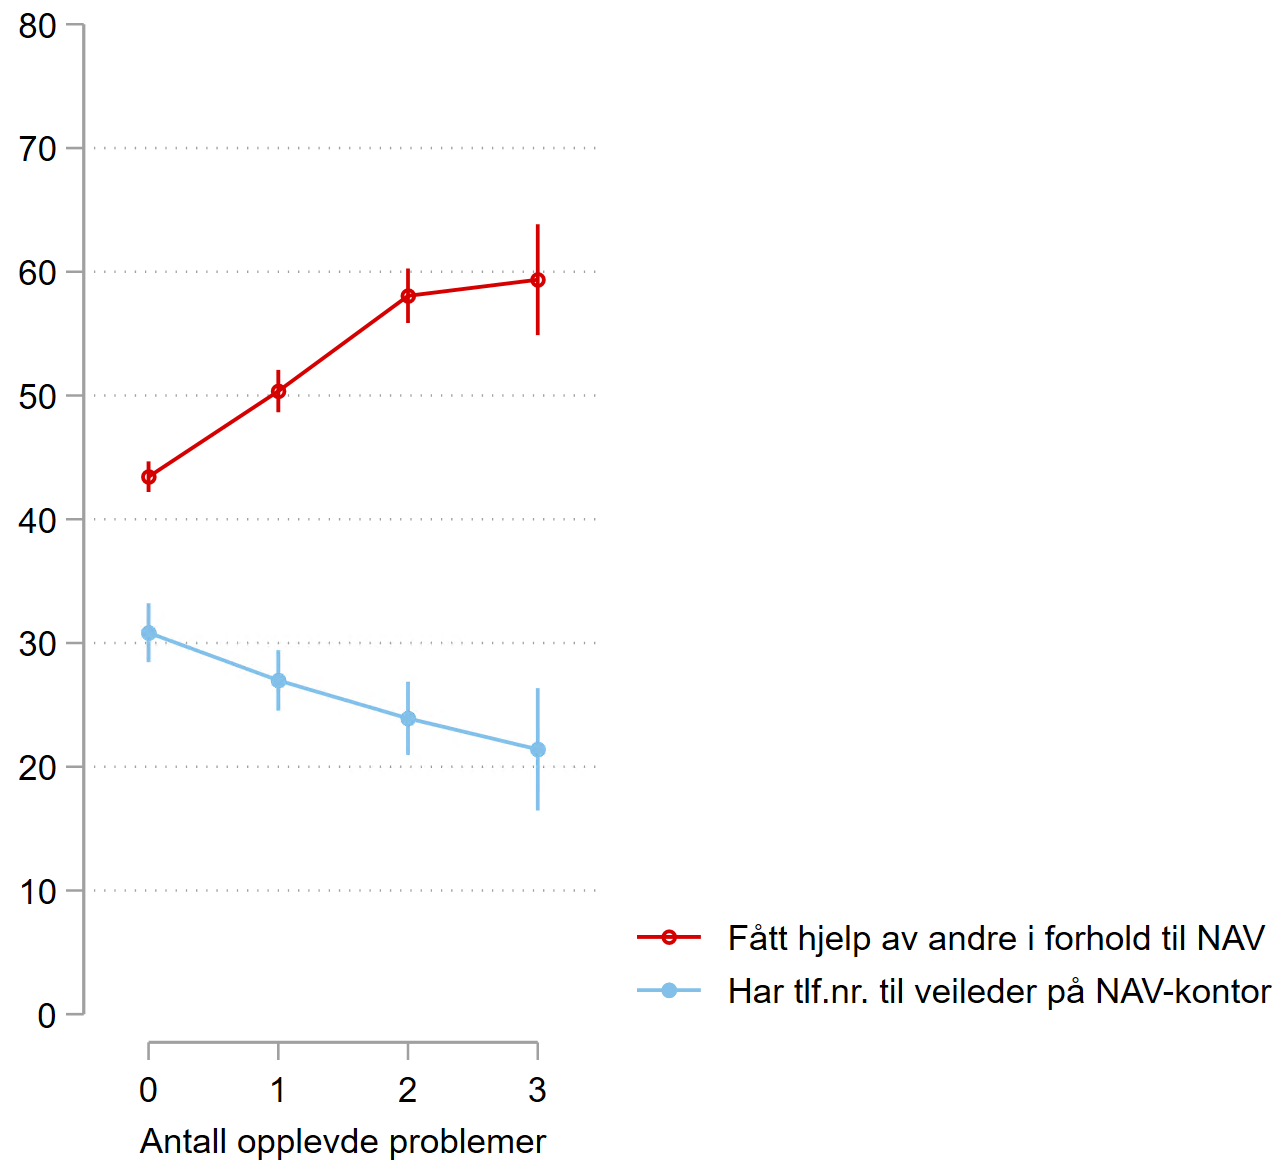 80
70
60
50
40
30
20
10
0
Fått hjelp av andre i forhold til NAV
Har tlf.nr. til veileder på NAV-kontor
0 1 2 3
Antall opplevde problemer